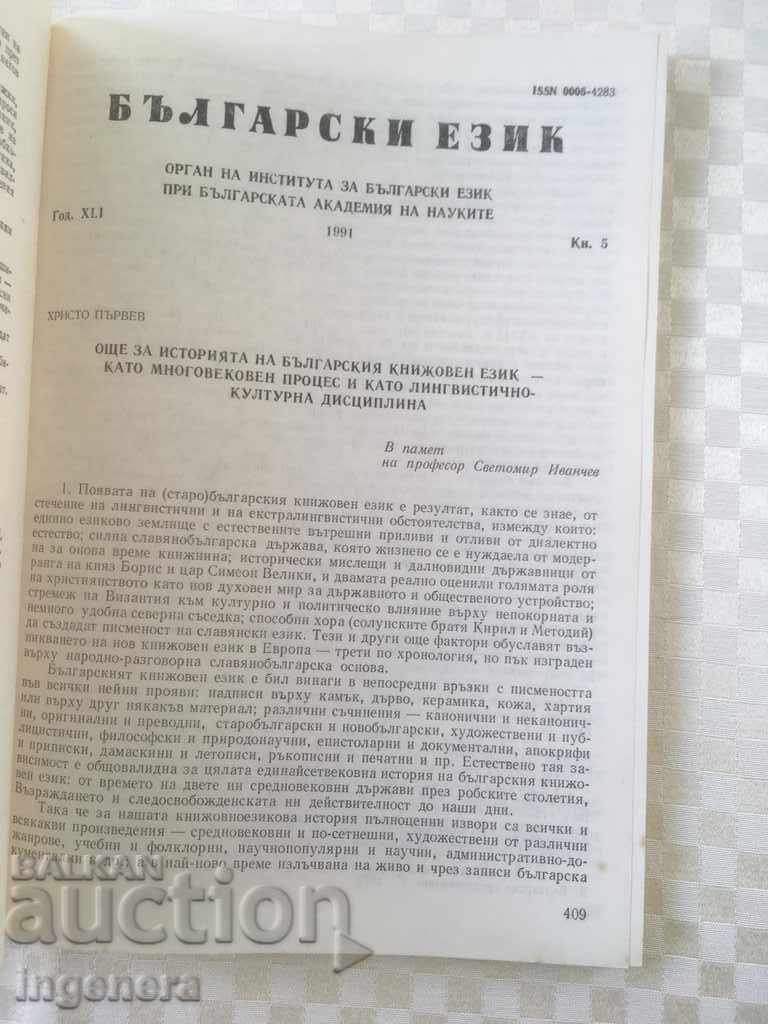 ISSN 0005-4283
БЪЛГАРСКИ ЕЗИК
ОРГАН НА ИНСТИТУТА ЗА БЪЛГАРСКИ ЕЗИК
ПРИ БЪЛГАРСКАТА АКАДЕМИЯ НА НАУКИТЕ
Год. XLI
1991
Кн. 5
ХРИСТО ПЪРВЕВ
ОЩЕ ЗА ИСТОРИЯТА НА БЪЛГАРСКИЯ КНИЖОВЕН ЕЗИК —
КАТО МНОГОВЕКОВЕН ПРОЦЕС И КАТО ЛИНГВИСТИЧНО-
КУЛТУРНА ДИСЦИПЛИНА
В памет
на професор Светомир Иванчев
1. Появата на (старо)българския книжовен език е резултат, както се знае, от
стечение на лингвистични и на екстралингвистични обстоятелства, измежду които:
единно езиково землище с естествените вътрешни приливи и отливи от диалектно
естество; силна славянобългарска държава, която жизнено се е нуждаела от модер-
на за онова време книжнина; исторически мислещи и далновидни държавници от
ранга на княз Борис и цар Симеон Велики, и двамата реално оценили голямата роля
на християнството като нов духовен мир за държавното и общественото устройство;
стремеж на Византия към културно и политическо влияние върху непокорната и
немного удобна северна съседка; способни хора (солунските братя Кирил и Методий)
да създадат писменост на славянски език. Тези и други още фактори обуславят въз-
никването на нов книжовен език в Европа — трети по хронология, но пък изграден
върху народно-разговорна славянобългарска основа.
Българският книжовен език е бил винаги в непосредни връзки с писмеността
във всички нейни прояви: надписи върху камък, дърво, керамика, кожа, хартия
или върху друг някакъв материал; различни съчинения — канонични и неканонич-
ни, оригинални и преводни, старобългарски и новобългарски, художествени и пуб-
лицистични, философски и природонаучни, епистоларни и документални, апокрифи
и приписки, дамаскини и летописи, ръкописни и печатни и пр. Естествено тая за-
висимост е общовалидна за цялата единайсетвековна история на българския книжо-
вен език: от времето на двете ни средновековни държави през робските столетия,
Възраждането и следосвобожденската ни действителност до наши дни.
Така че за нашата книжовноезикова история пълноценни извори са всички и
всякакви произведения — средновековни и по-сетнешни, художествени от различни
жанрове, учебни и фолклорни, научнопопулярни и научни, административно-до-
кументални и др., а в най-ново време излъчвана на живо и чрез записи българска
409
BALKAN
auction
ingenera